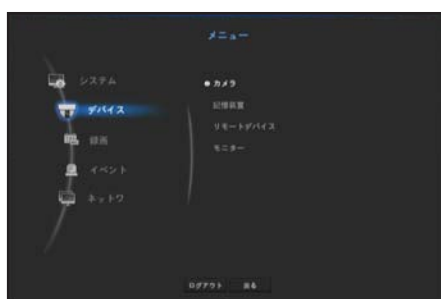 メニュー
システム
デバイス
録画
イベント
ネットワ
カメラ
記憶装置
リモートデバイス
モニター
ログアウト 戻る